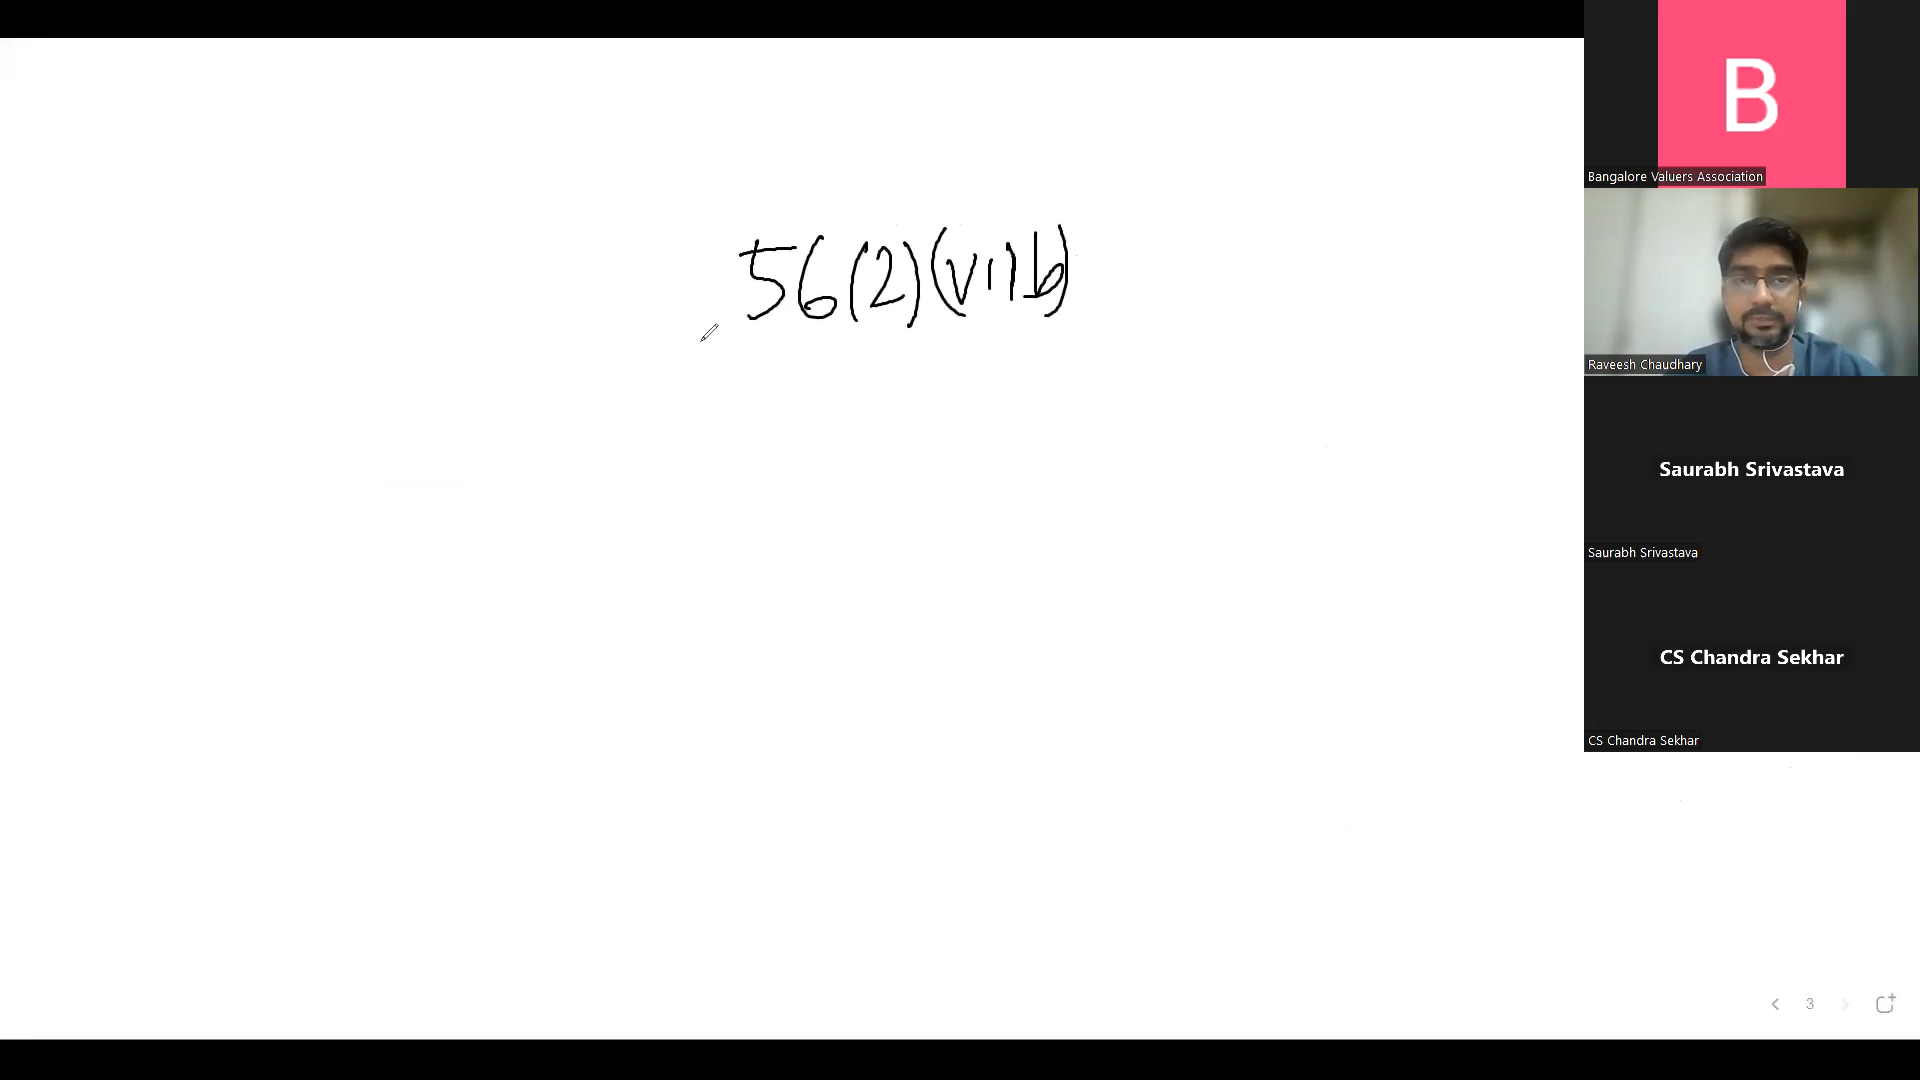 56(2)(viib)
B
Bangalore Valuers Association
Raveesh Chaudhary
Saurabh Srivastava
Saurabh Srivastava
CS Chandra Sekhar
CS Chandra Sekhar
3